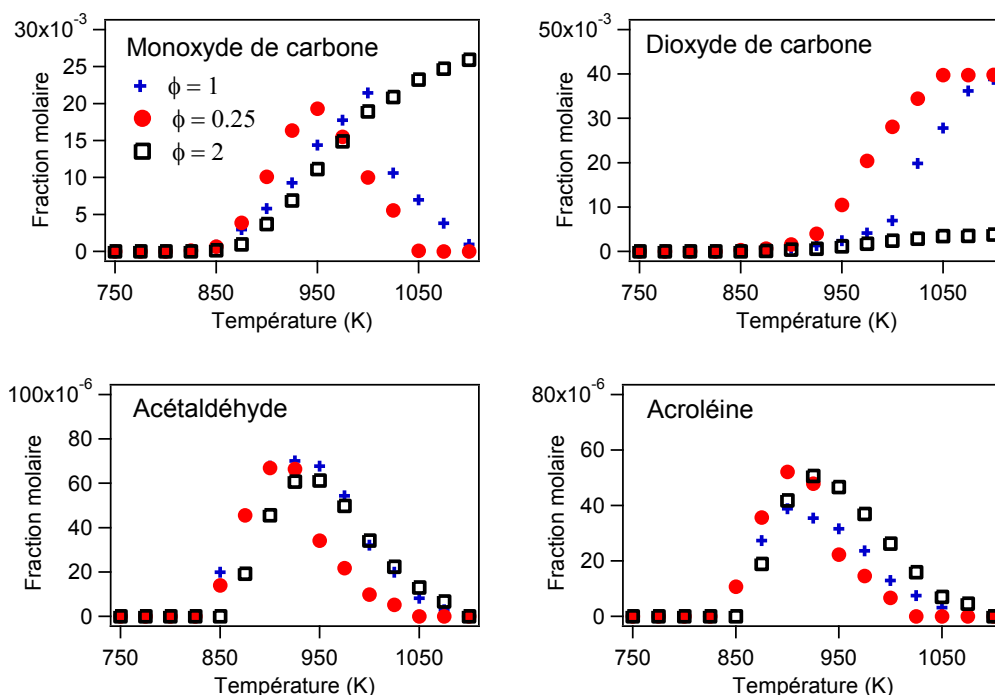 Monoxyde de carbone
ϕ = 1
ϕ = 0.25
ϕ = 2
Fraction molaire
30x10⁻³
25
20
15
10
5
0
750
850
950
1050
Température (K)
Dioxyde de carbone
Fraction molaire
50x10⁻³
40
30
20
10
0
750
850
950
1050
Température (K)
Acétaldéhyde
Fraction molaire
100x10⁻⁶
80
60
40
20
0
750
850
950
1050
Température (K)
Acroléine
Fraction molaire
80x10⁻⁶
60
40
20
0
750
850
950
1050
Température (K)